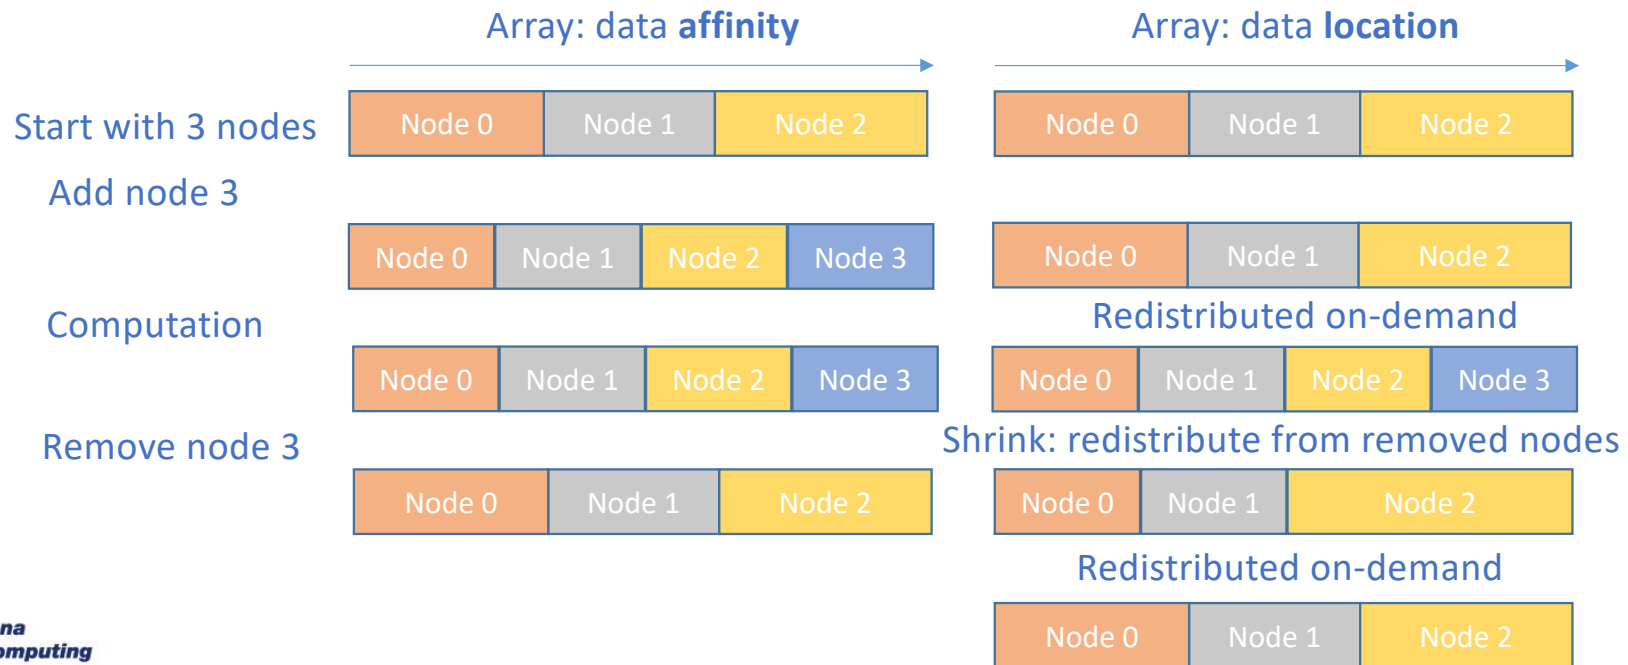 Array: data affinity
Array: data location
Start with 3 nodes
Node 0 Node 1 Node 2
Node 0 Node 1 Node 2
Add node 3
Node 0 Node 1 Node 2 Node 3
Node 0 Node 1 Node 2
Computation
Redistributed on-demand
Node 0 Node 1 Node 2 Node 3
Node 0 Node 1 Node 2 Node 3
Remove node 3
Shrink: redistribute from removed nodes
Node 0 Node 1 Node 2
Node 0 Node 1 Node 2
Redistributed on-demand
Node 0 Node 1 Node 2
na
omputing